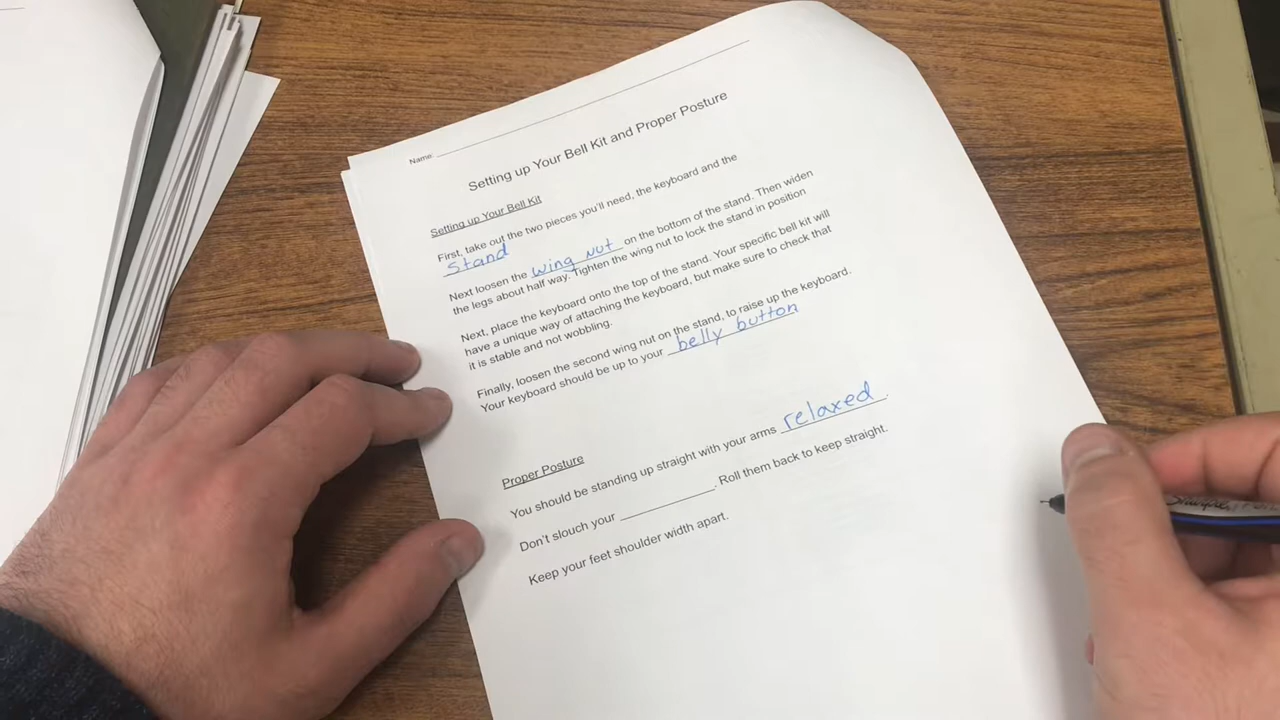 Name:
Setting up Your Bell Kit and Proper Posture
Setting up Your Bell Kit
First, take out the two pieces you'll need, the keyboard and the
stand
Next loosen the wing nut on the bottom of the stand. Then widen
the legs about half way. Tighten the wing nut to lock the stand in position
Next, place the keyboard onto the top of the stand. Your specific bell kit will
have a unique way of attaching the keyboard, but make sure to check that
it is stable and not wobbling.
Finally, loosen the second wing nut on the stand, to raise up the keyboard.
Your keyboard should be up to your belly button
Proper Posture
You should be standing up straight with your arms relaxed.
Don't slouch your ________. Roll them back to keep straight.
Keep your feet shoulder width apart.
Sharpie